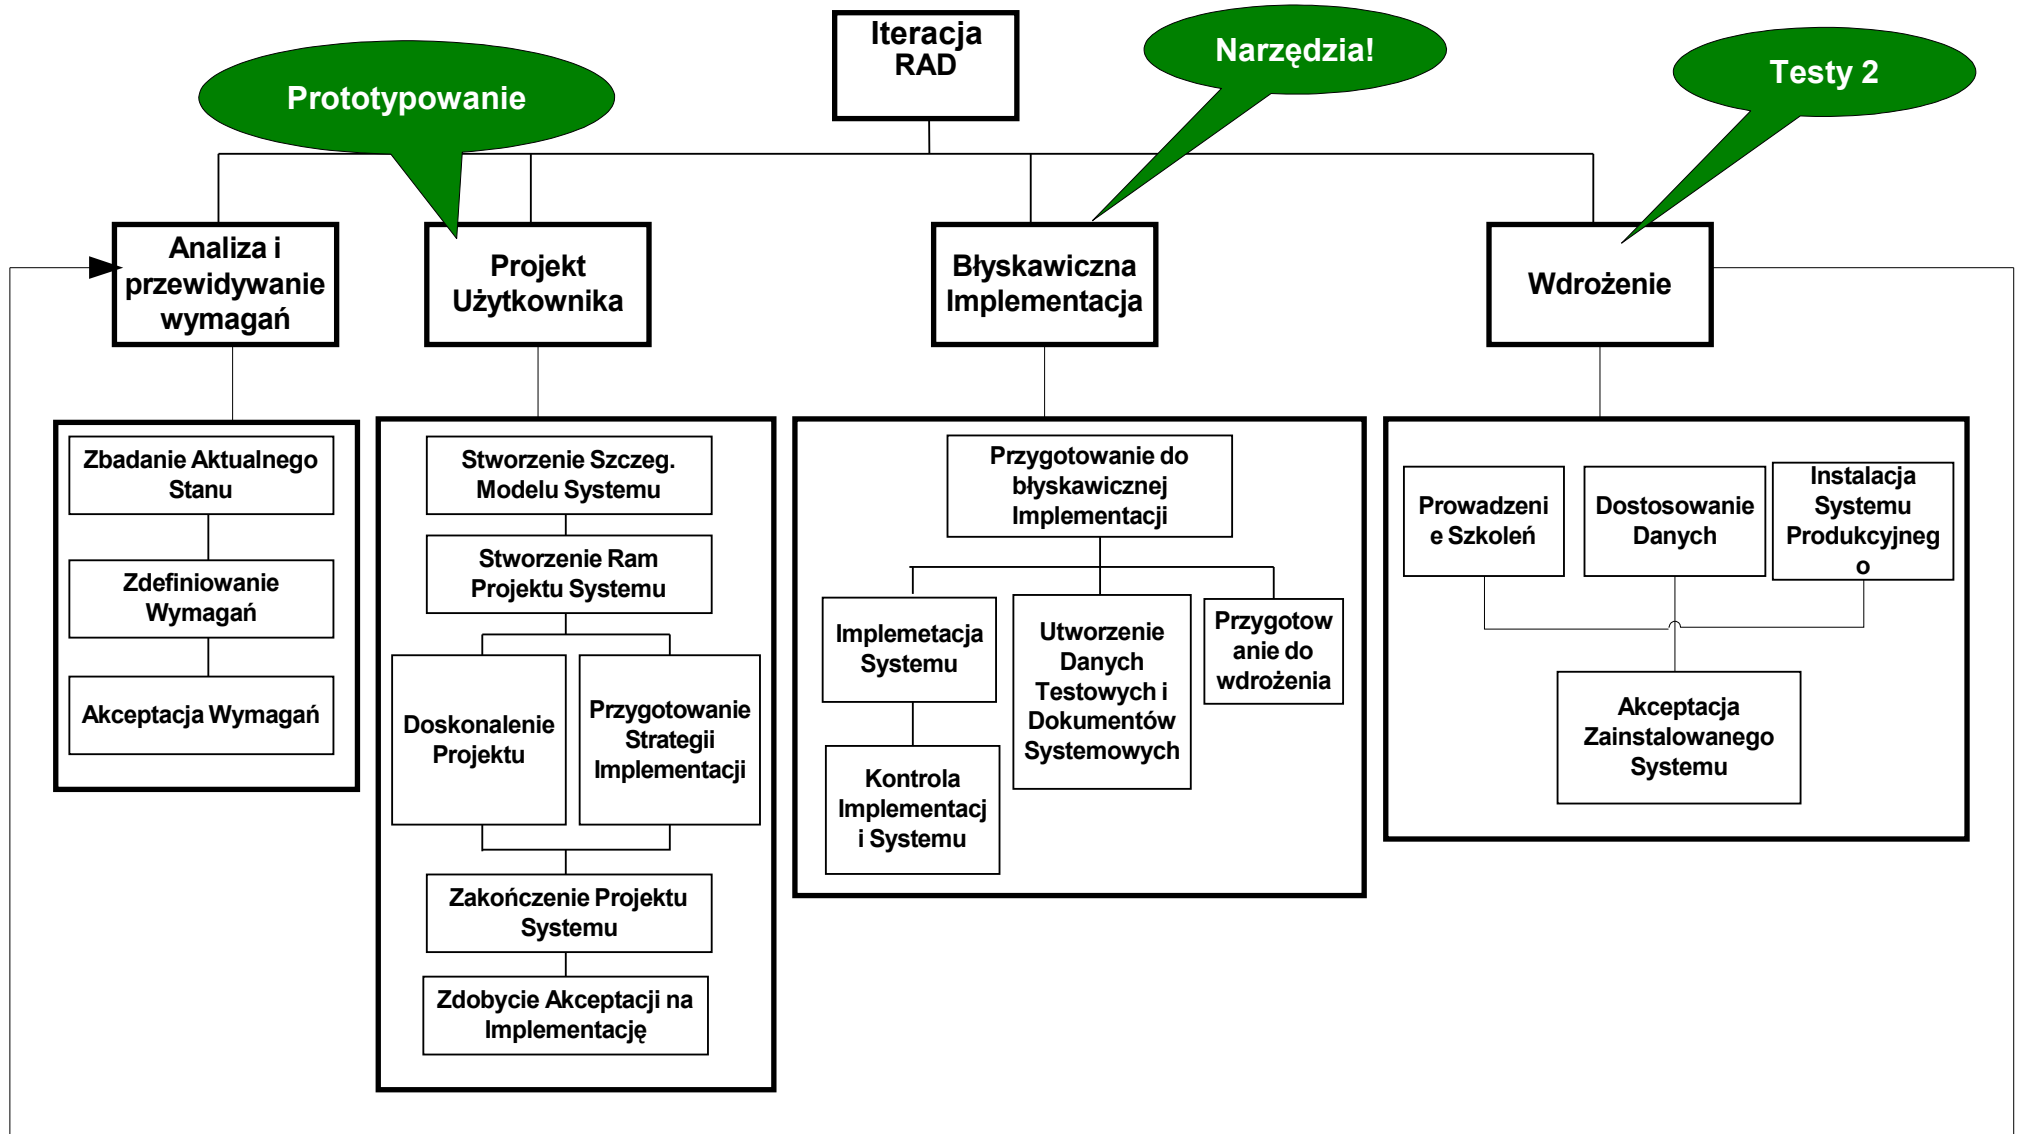 Iteracja
RAD
Prototypowanie
Narzędzia!
Testy 2
Analiza i
przewidywanie
wymagań
Projekt
Użytkownika
Błyskawiczna
Implementacja
Wdrożenie
Zbadanie Aktualnego
Stanu
Zdefiniowanie
Wymagań
Akceptacja Wymagań
Stworzenie Szczeg.
Modelu Systemu
Stworzenie Ram
Projektu Systemu
Doskonalenie
Projektu
Przygotowanie
Strategii
Implementacji
Zakończenie Projektu
Systemu
Zdobycie Akceptacji na
Implementację
Przygotowanie do
błyskawicznej
Implementacji
Implemetacja
Systemu
Kontrola
Implementacj
i Systemu
Utworzenie
Danych
Testowych i
Dokumentów
Systemowych
Przygotow
anie do
wdrożenia
Prowadzeni
e Szkoleń
Dostosowanie
Danych
Instalacja
Systemu
Produkcyjneg
o
Akceptacja
Zainstalowanego
Systemu